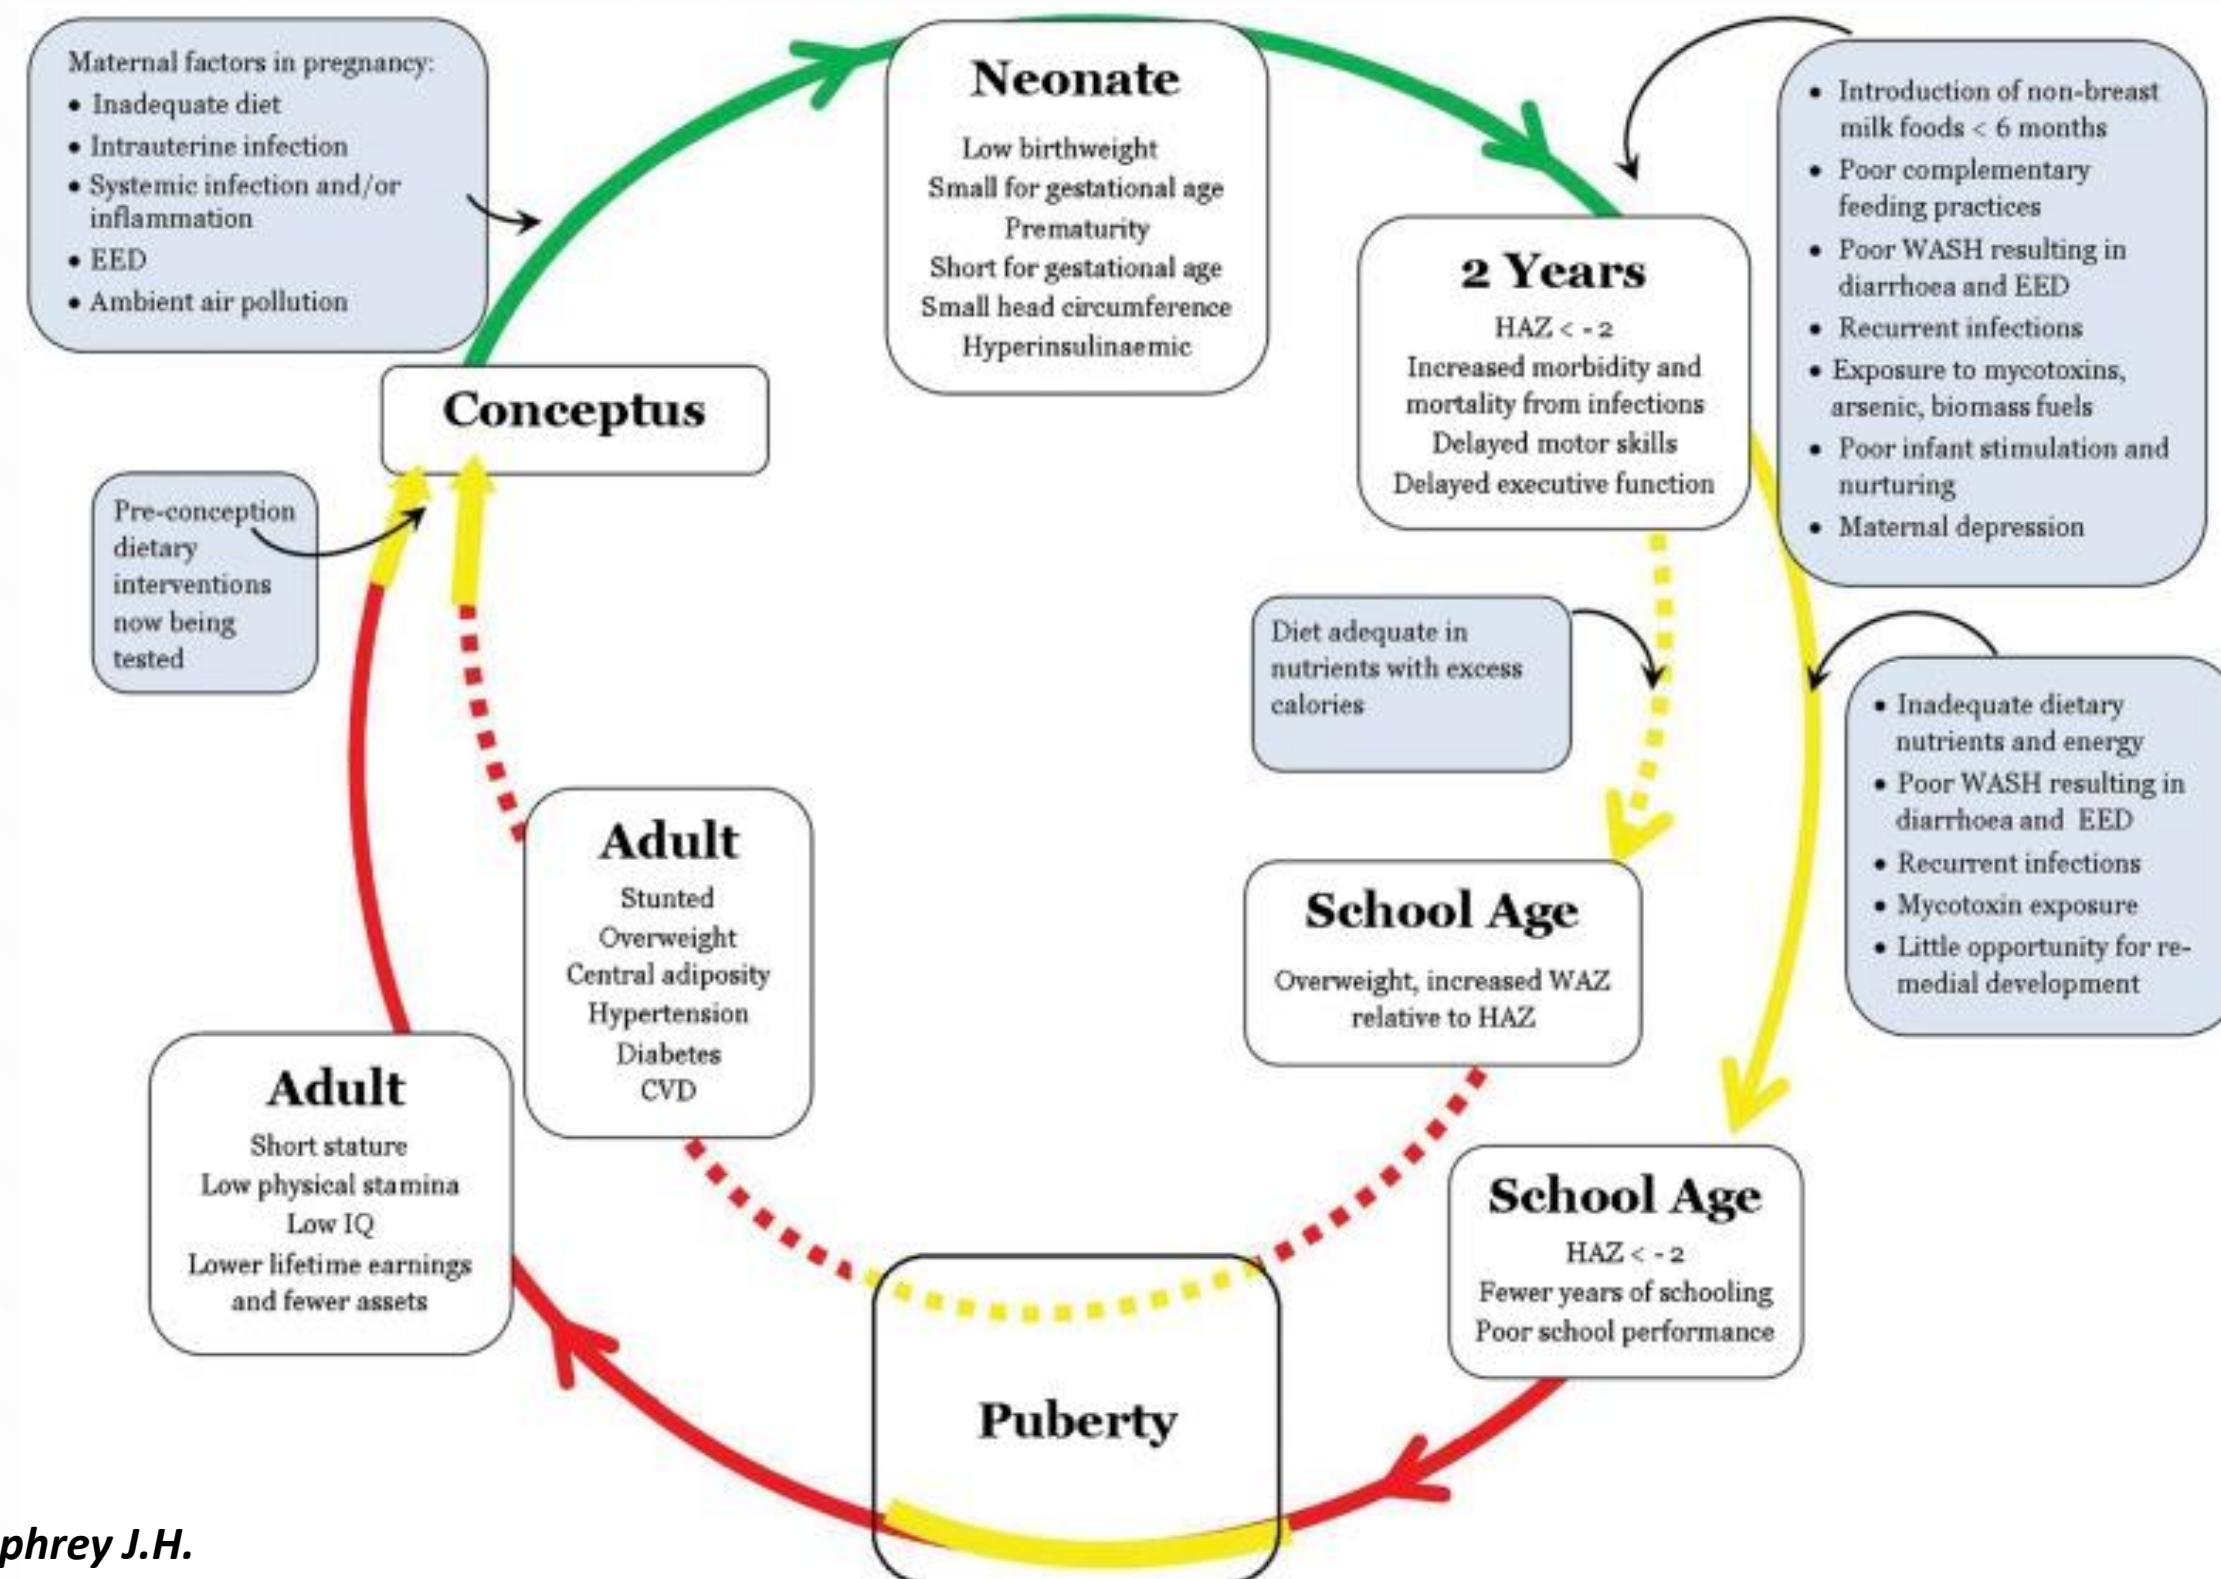 Maternal factors in pregnancy:
• Inadequate diet
• Intrauterine infection
• Systemic infection and/or
inflammation
• EED
• Ambient air pollution
Neonate
Low birthweight
Small for gestational age
Prematurity
Short for gestational age
Small head circumference
Hyperinsulinaemic
• Introduction of non-breast
milk foods < 6 months
• Poor complementary
feeding practices
• Poor WASH resulting in
diarrhoea and EED
• Recurrent infections
• Exposure to mycotoxins,
arsenic, biomass fuels
• Poor infant stimulation and
nurturing
• Maternal depression
2 Years
HAZ < - 2
Increased morbidity and
mortality from infections
Delayed motor skills
Delayed executive function
Conceptus
Pre-conception
dietary
interventions
now being
tested
Diet adequate in
nutrients with excess
calories
• Inadequate dietary
nutrients and energy
• Poor WASH resulting in
diarrhoea and EED
• Recurrent infections
• Mycotoxin exposure
• Little opportunity for re-
medial development
Adult
Stunted
Overweight
Central adiposity
Hypertension
Diabetes
CVD
School Age
Overweight, increased WAZ
relative to HAZ
Adult
Short stature
Low physical stamina
Low IQ
Lower lifetime earnings
and fewer assets
School Age
HAZ < - 2
Fewer years of schooling
Poor school performance
Puberty
phrey J.H.